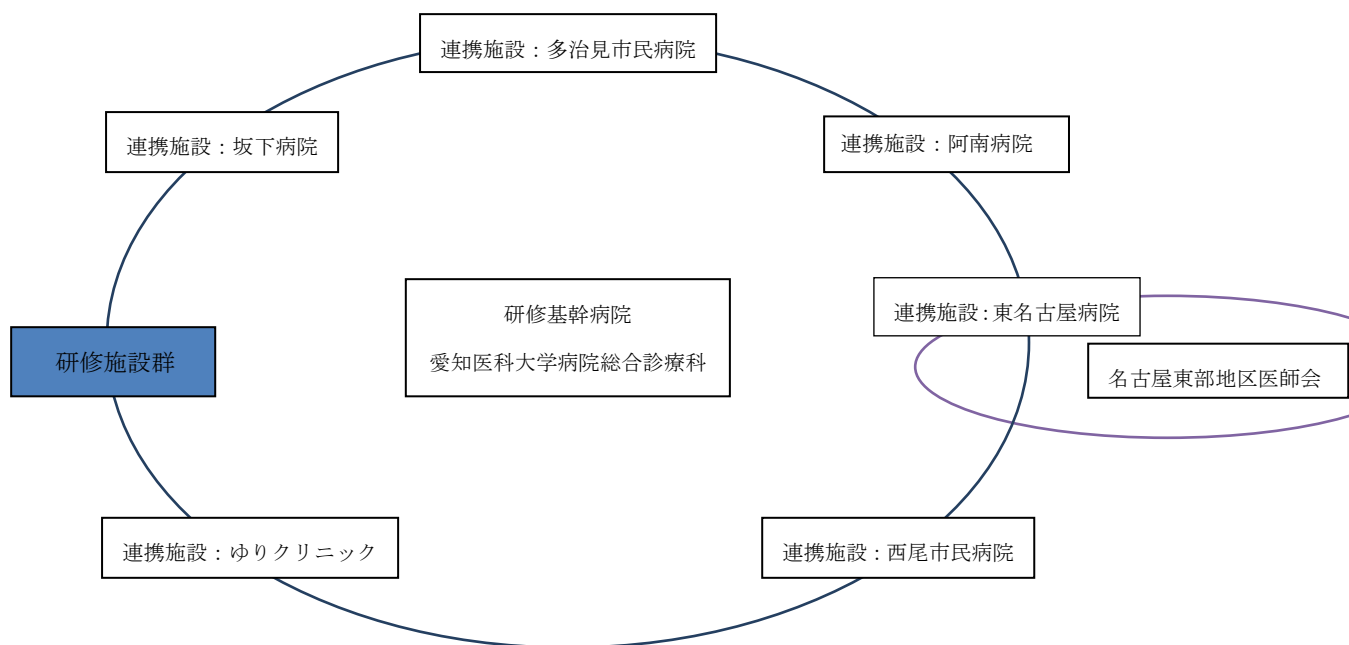 連携施設：多治見市民病院
連携施設：坂下病院
連携施設：阿南病院
研修基幹病院
愛知医科大学病院総合診療科
連携施設：東名古屋病院
研修施設群
名古屋東部地区医師会
連携施設：ゆりクリニック
連携施設：西尾市民病院